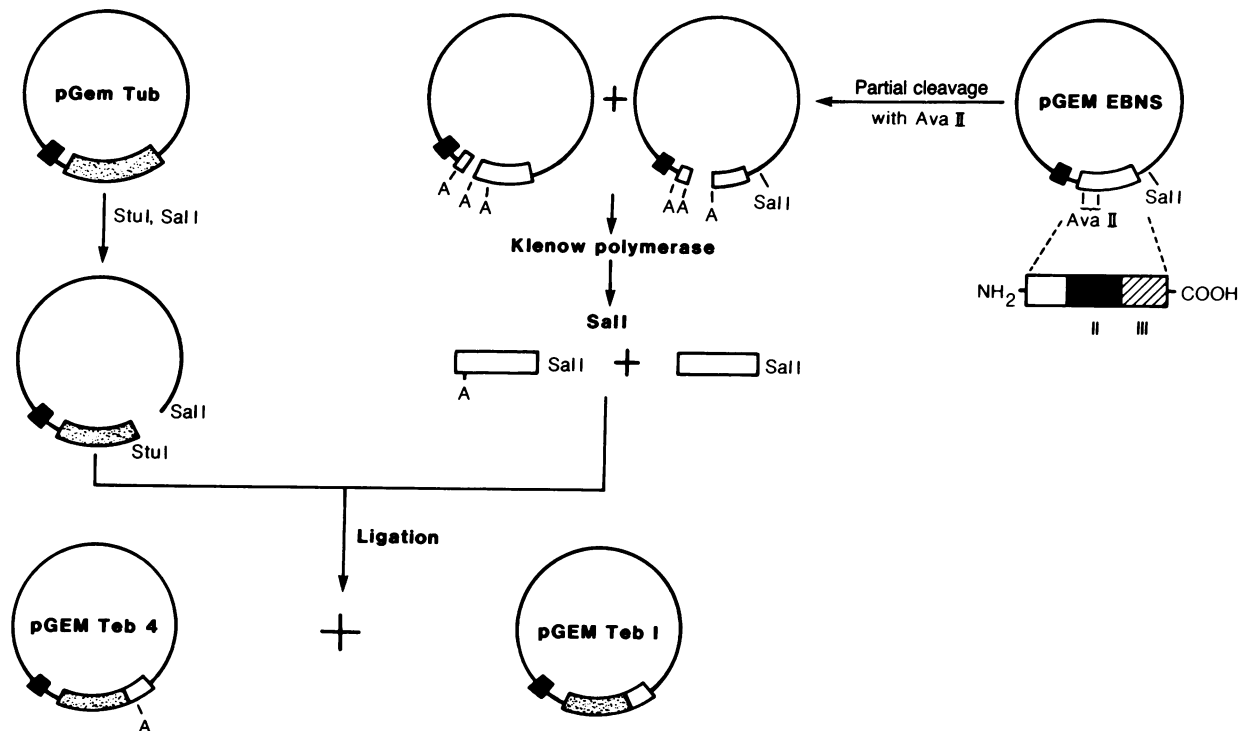 pGem Tub
StuI, SalI
SalI
StuI
A
A
A
A A
A
SalI
Partial cleavage
with Ava II
pGEM EBNS
SalI
Ava II
NH2
COOH
II
III
Klenow polymerase
SalI
SalI
A
SalI
Ligation
pGEM Teb 4
A
pGEM Teb I